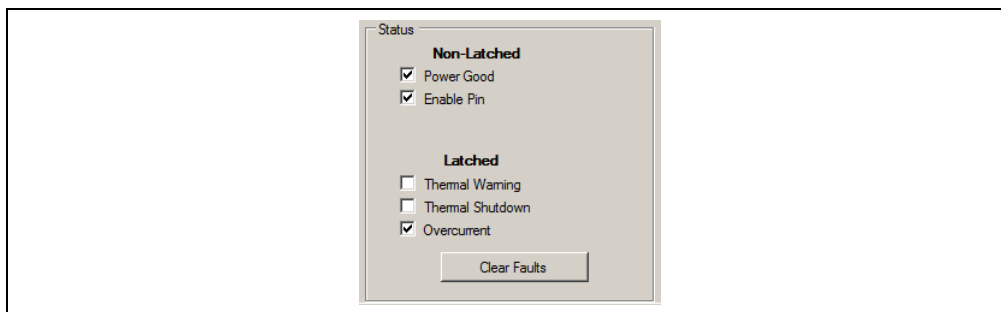 Status
Non-Latched
Power Good
Enable Pin
Latched
Thermal Warning
Thermal Shutdown
Overcurrent
Clear Faults